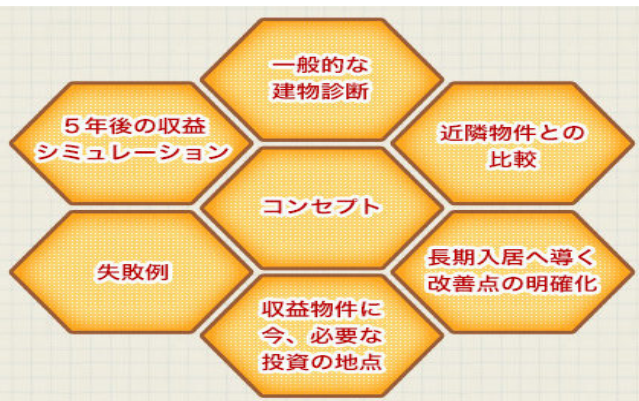 一般的な
建物診断
5年後の収益
シミュレーション
近隣物件との
比較
コンセプト
失敗例
長期入居へ導く
改善点の明確化
収益物件に
今、必要な
投資の地点